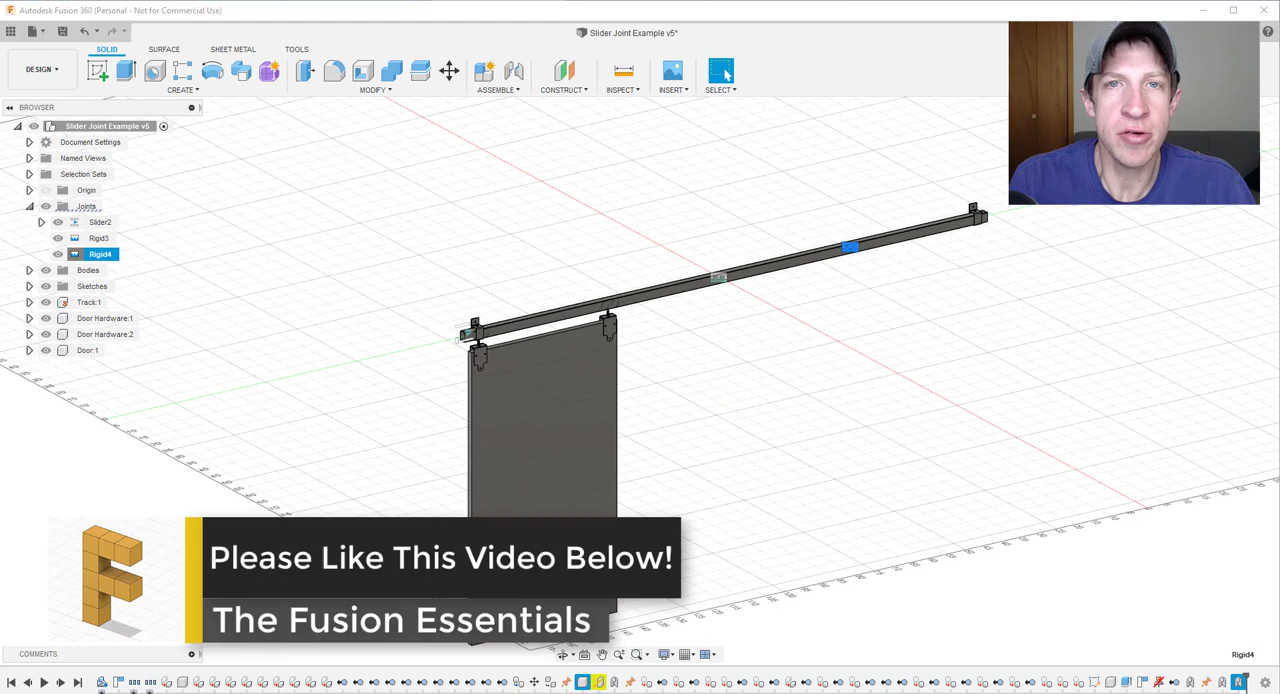 Autodesk Fusion 360 (Personal - Not for Commercial Use)
Slider Joint Example v5*
SOLID SURFACE SHEET METAL TOOLS
DESIGN
CREATE MODIFY ASSEMBLE CONSTRUCT INSPECT INSERT SELECT
BROWSER
Slider Joint Example v5
Document Settings
Named Views
Selection Sets
Origin
Joints
Slider2
Rigid3
Rigid4
Bodies
Sketches
Track:1
Door Hardware:1
Door Hardware:2
Door:1
Please Like This Video Below!
The Fusion Essentials
COMMENTS
Rigid4